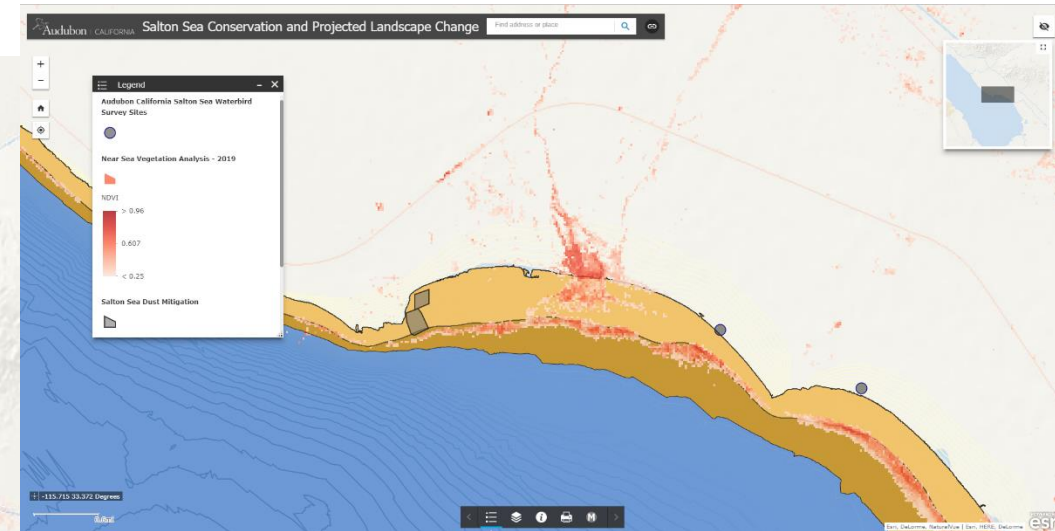 Audubon CALIFORNIA Salton Sea Conservation and Projected Landscape Change
Find address or place
Legend
Audubon California Salton Sea Waterbird
Survey Sites
Near Sea Vegetation Analysis - 2019
NDVI
> 0.96
0.607
< 0.25
Salton Sea Dust Mitigation
-115.715 33.372 Degrees
0.6mi
Esri, DeLorme, NaturalVue | Esri, HERE, DeLorme
esri